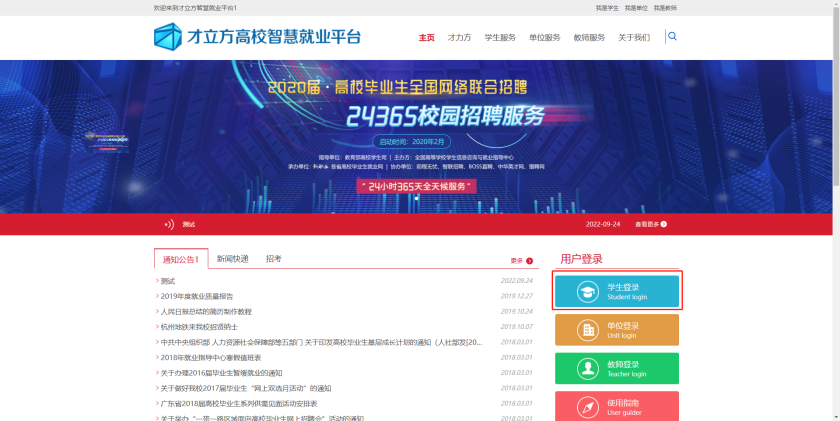 欢迎来到才立方智慧就业平台1 我是学生 我是单位 我是教师
才立方高校智慧就业平台 主页 才力方 学生服务 单位服务 教师服务 关于我们
2020届·高校毕业生全国网络联合招聘
24365校园招聘服务
启动时间:2020年2月
指导单位:教育部高校学生司 | 主办方:全国高等学校学生信息咨询与就业指导中心
承办单位: 各省高校毕业生就业网 | 协办单位:前程无忧、智联招聘、BOSS直聘、中华英才网、猎聘网
“24小时365天全天候服务”
测试 2022-09-24 查看更多
通知公告1 新闻快递 招考 更多
测试 2022.09.24
2019年度就业质量报告 2019.12.27
人民日报总结的简历制作教程 2019.10.24
杭州地铁来我校招贤纳士 2019.10.07
中共中央组织部 人力资源社会保障部等五部门 关于印发高校毕业生基层成长计划的通知(人社部发[20... 2018.03.01
2018年就业指导中心寒假值班表 2018.03.01
关于办理2016届毕业生暂缓就业的通知 2018.03.01
关于做好我校2017届毕业生“网上双选月活动”的通知 2018.03.01
广东省2018届高校毕业生系列供需见面活动安排表 2018.03.01
关于举办“一带一路区域面向高校毕业生网上招聘会”活动的通知 2018.03.01
用户登录
学生登录
Student login
单位登录
Unit login
教师登录
Teacher login
使用指南
User guider